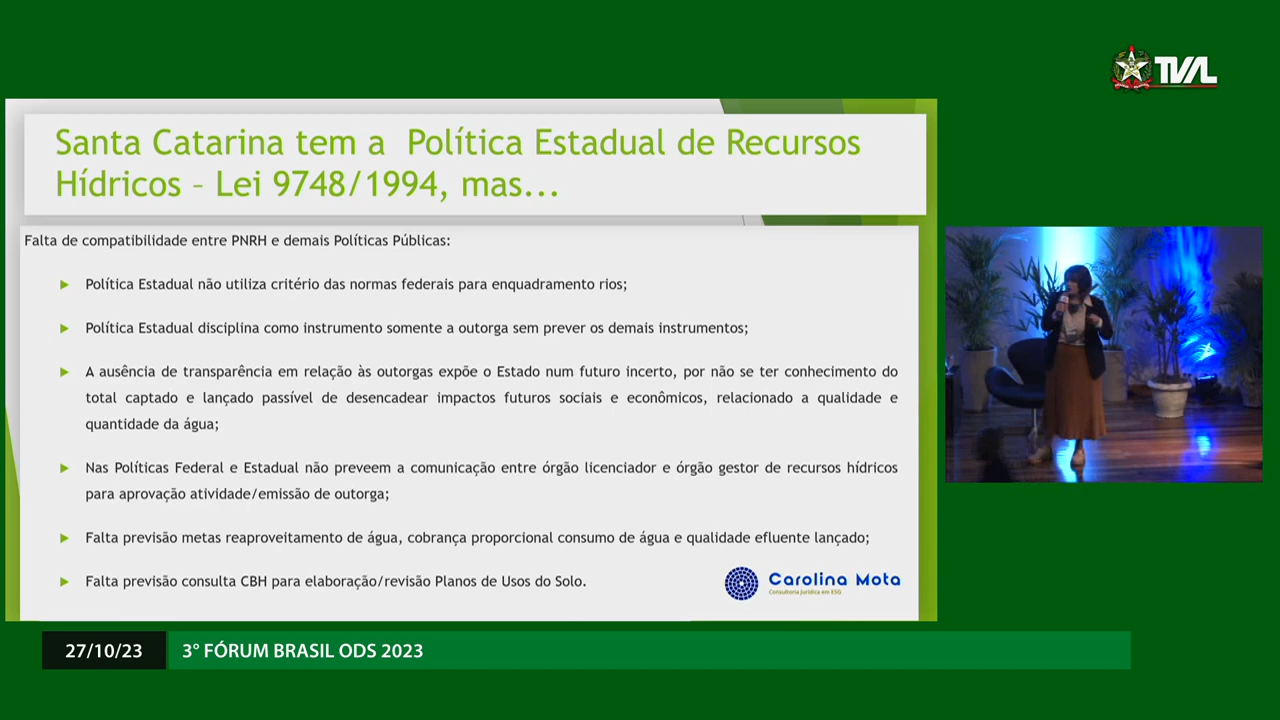 TVAL
Santa Catarina tem a Política Estadual de Recursos
Hídricos – Lei 9748/1994, mas...
Falta de compatibilidade entre PNRH e demais Políticas Públicas:
Política Estadual não utiliza critério das normas federais para enquadramento rios;
Política Estadual disciplina como instrumento somente a outorga sem prever os demais instrumentos;
A ausência de transparência em relação às outorgas expõe o Estado num futuro incerto, por não se ter conhecimento do
total captado e lançado passível de desencadear impactos futuros sociais e econômicos, relacionado a qualidade e
quantidade da água;
Nas Políticas Federal e Estadual não preveem a comunicação entre órgão licenciador e órgão gestor de recursos hídricos
para aprovação atividade/emissão de outorga;
Falta previsão metas reaproveitamento de água, cobrança proporcional consumo de água e qualidade efluente lançado;
Falta previsão consulta CBH para elaboração/revisão Planos de Usos do Solo.
Carolina Mota
Consultoria Jurídica em ESG
27/10/23
3° FÓRUM BRASIL ODS 2023